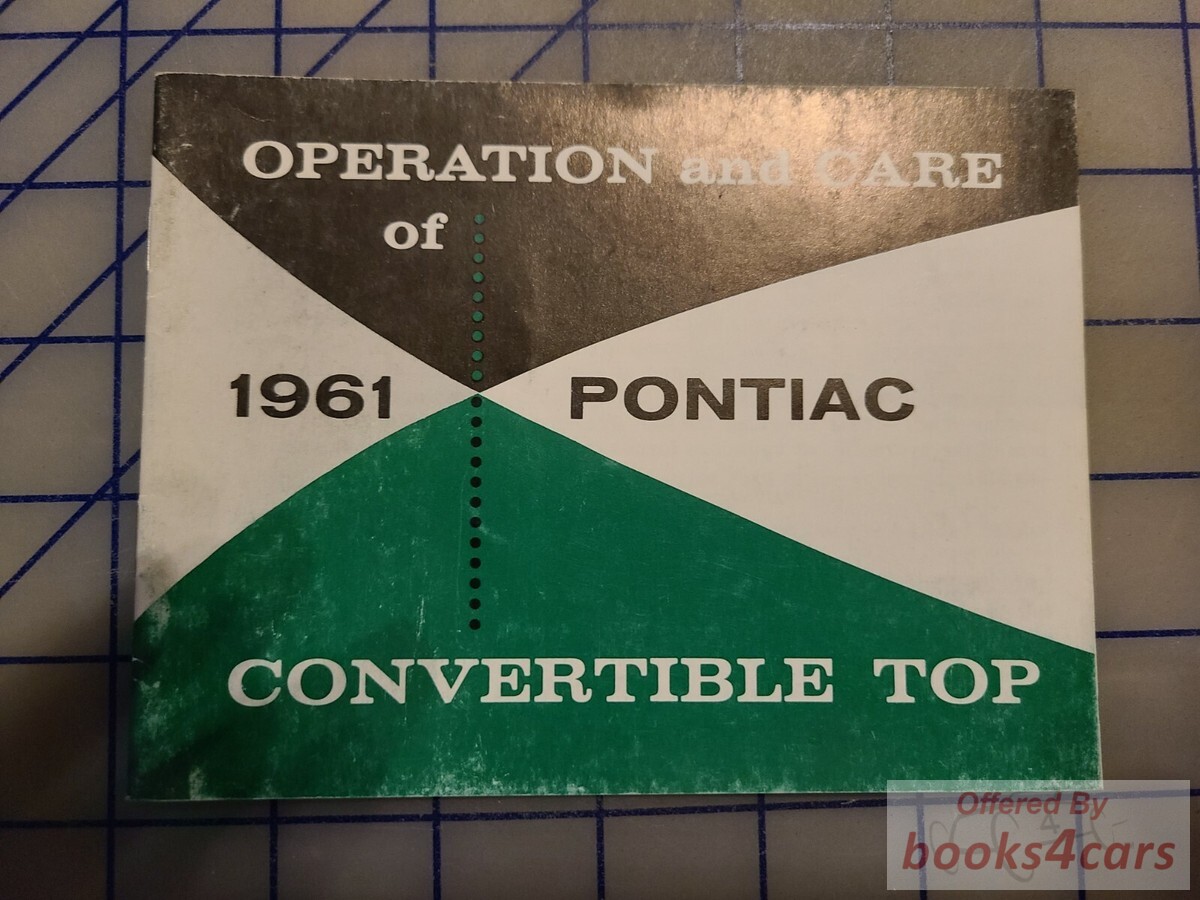 OPERATION and CARE
of
1961 PONTIAC
CONVERTIBLE TOP
Offered By
books4cars